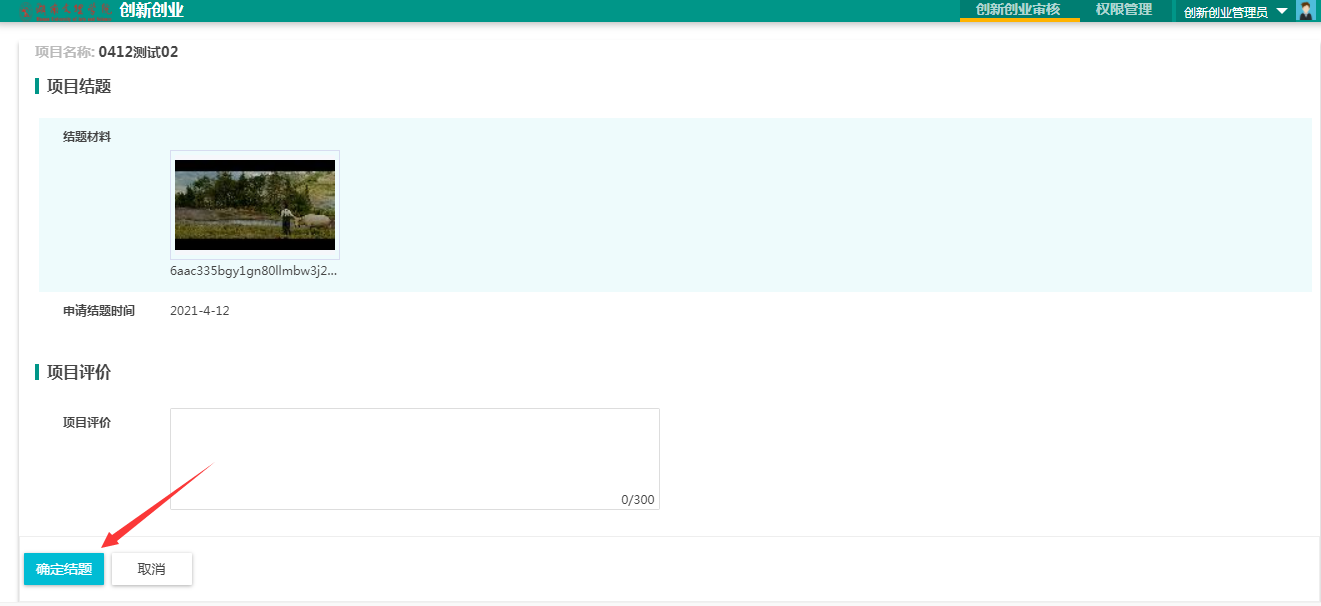 创新创业
创新创业审核
权限管理
创新创业管理员
项目名称: 0412测试02
项目结题
结题材料
6aac335bgy1gn80llmbw3j2...
申请结题时间 2021-4-12
项目评价
项目评价
0/300
确定结题
取消